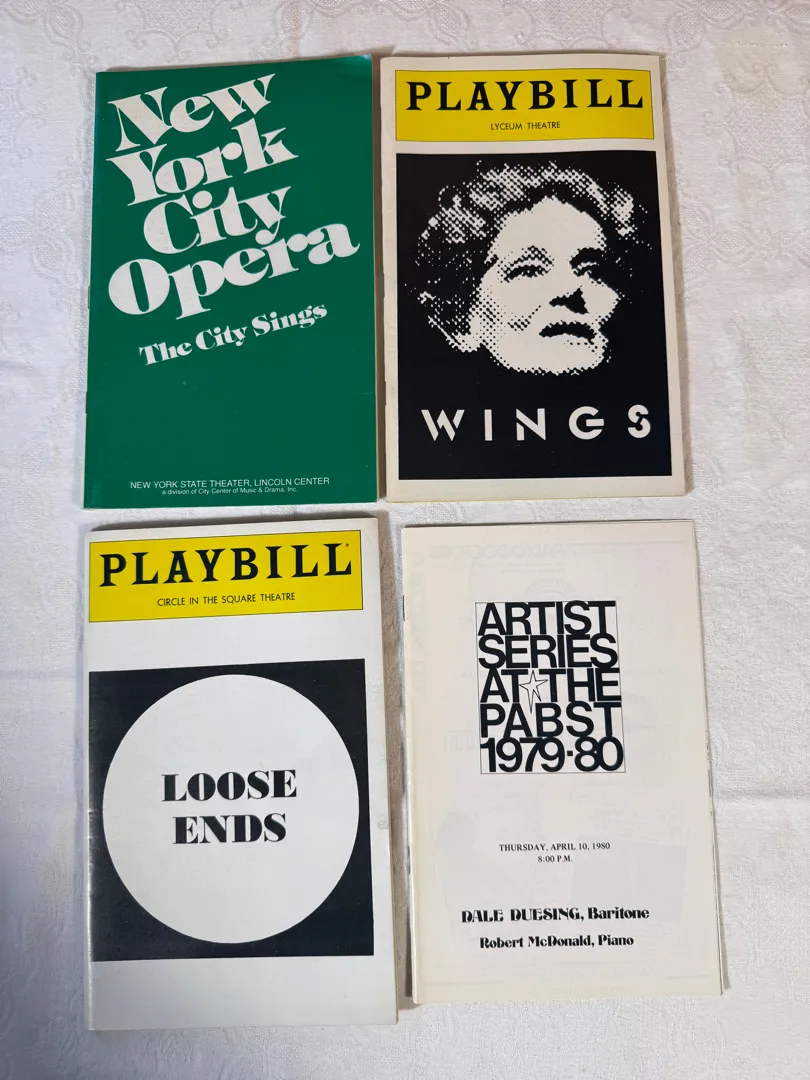 New
York
City
Opera
The City Sings
NEW YORK STATE THEATER, LINCOLN CENTER
a division of City Center of Music & Drama, Inc.
PLAYBILL
LYCEUM THEATRE
WINGS
PLAYBILL®
CIRCLE IN THE SQUARE THEATRE
LOOSE
ENDS
ARTIST
SERIES
AT THE
PABST
1979-80
THURSDAY, APRIL 10, 1980
8:00 P.M.
DALE DUESING, Baritone
Robert McDonald, Piano